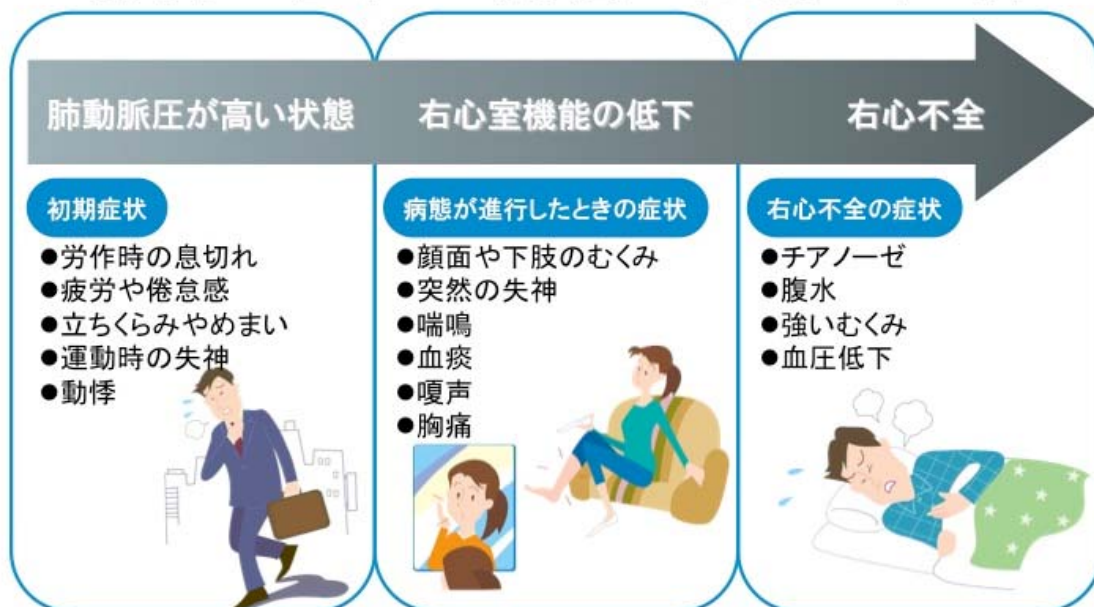 肺動脈圧が高い状態
右心室機能の低下
右心不全
初期症状
●労作時の息切れ
●疲労や倦怠感
●立ちくらみやめまい
●運動時の失神
●動悸
病態が進行したときの症状
●顔面や下肢のむくみ
●突然の失神
●喘鳴
●血痰
●嗄声
●胸痛
右心不全の症状
●チアノーゼ
●腹水
●強いむくみ
●血圧低下